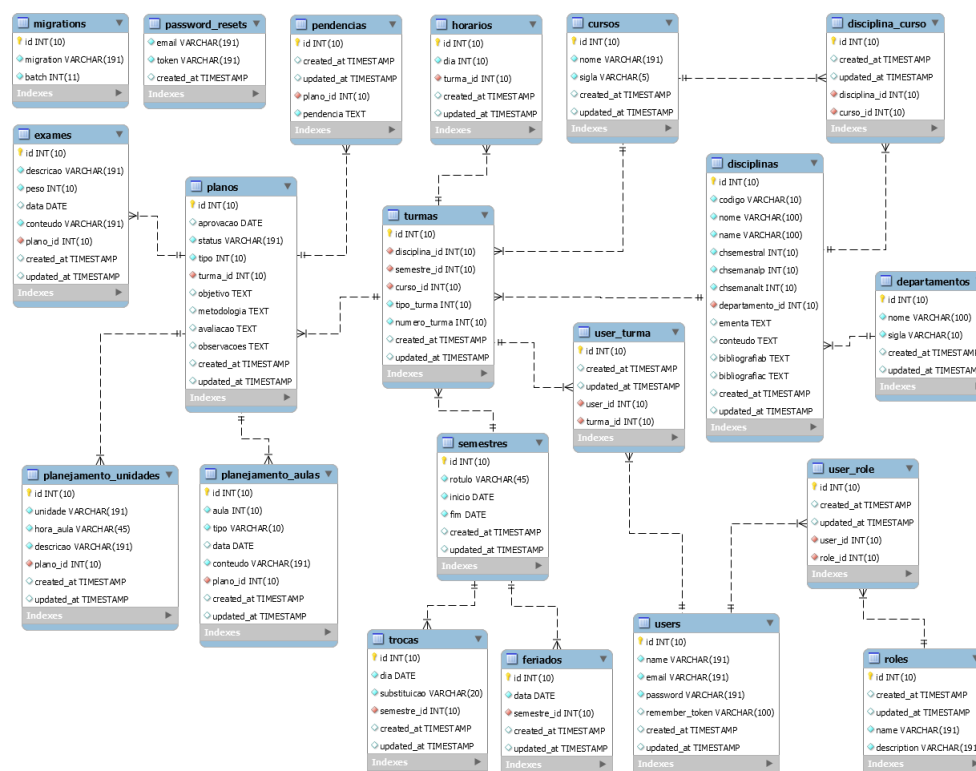 migrations
id INT(10)
migration VARCHAR(191)
batch INT(11)
Indexes
password_resets
email VARCHAR(191)
token VARCHAR(191)
created_at TIMESTAMP
Indexes
pendencias
id INT(10)
created_at TIMESTAMP
updated_at TIMESTAMP
plano_id INT(10)
pendencia TEXT
Indexes
horarios
id INT(10)
dia INT(10)
turma_id INT(10)
created_at TIMESTAMP
updated_at TIMESTAMP
Indexes
cursos
id INT(10)
nome VARCHAR(191)
sigla VARCHAR(5)
created_at TIMESTAMP
updated_at TIMESTAMP
Indexes
disciplina_curso
id INT(10)
created_at TIMESTAMP
updated_at TIMESTAMP
disciplina_id INT(10)
curso_id INT(10)
Indexes
exames
id INT(10)
descricao VARCHAR(191)
peso INT(10)
data DATE
conteudo VARCHAR(191)
plano_id INT(10)
created_at TIMESTAMP
updated_at TIMESTAMP
Indexes
planos
id INT(10)
aprovacao DATE
status VARCHAR(191)
tipo INT(10)
turma_id INT(10)
objetivo TEXT
metodologia TEXT
avaliacao TEXT
observacoes TEXT
created_at TIMESTAMP
updated_at TIMESTAMP
Indexes
turmas
id INT(10)
disciplina_id INT(10)
semestre_id INT(10)
curso_id INT(10)
tipo_turma INT(10)
numero_turma INT(10)
created_at TIMESTAMP
updated_at TIMESTAMP
Indexes
disciplinas
id INT(10)
codigo VARCHAR(10)
nome VARCHAR(100)
name VARCHAR(100)
chsemestral INT(10)
chsemanalp INT(10)
chsemanalt INT(10)
departamento_id INT(10)
ementa TEXT
conteudo TEXT
bibliografiab TEXT
bibliografiac TEXT
created_at TIMESTAMP
updated_at TIMESTAMP
Indexes
departamentos
id INT(10)
nome VARCHAR(100)
sigla VARCHAR(10)
created_at TIMESTAMP
updated_at TIMESTAMP
Indexes
user_turma
id INT(10)
created_at TIMESTAMP
updated_at TIMESTAMP
user_id INT(10)
turma_id INT(10)
Indexes
planejamento_unidades
id INT(10)
unidade VARCHAR(191)
hora_aula VARCHAR(45)
descricao VARCHAR(191)
plano_id INT(10)
created_at TIMESTAMP
updated_at TIMESTAMP
Indexes
planejamento_aulas
id INT(10)
aula INT(10)
tipo VARCHAR(10)
data DATE
conteudo VARCHAR(191)
plano_id INT(10)
created_at TIMESTAMP
updated_at TIMESTAMP
Indexes
semestres
id INT(10)
rotulo VARCHAR(45)
inicio DATE
fim DATE
created_at TIMESTAMP
updated_at TIMESTAMP
Indexes
user_role
id INT(10)
created_at TIMESTAMP
updated_at TIMESTAMP
user_id INT(10)
role_id INT(10)
Indexes
trocas
id INT(10)
dia DATE
substituicao VARCHAR(20)
semestre_id INT(10)
created_at TIMESTAMP
updated_at TIMESTAMP
Indexes
feriados
id INT(10)
data DATE
semestre_id INT(10)
created_at TIMESTAMP
updated_at TIMESTAMP
Indexes
users
id INT(10)
name VARCHAR(191)
email VARCHAR(191)
password VARCHAR(191)
remember_token VARCHAR(100)
created_at TIMESTAMP
updated_at TIMESTAMP
Indexes
roles
id INT(10)
created_at TIMESTAMP
updated_at TIMESTAMP
name VARCHAR(191)
description VARCHAR(191
Indexes